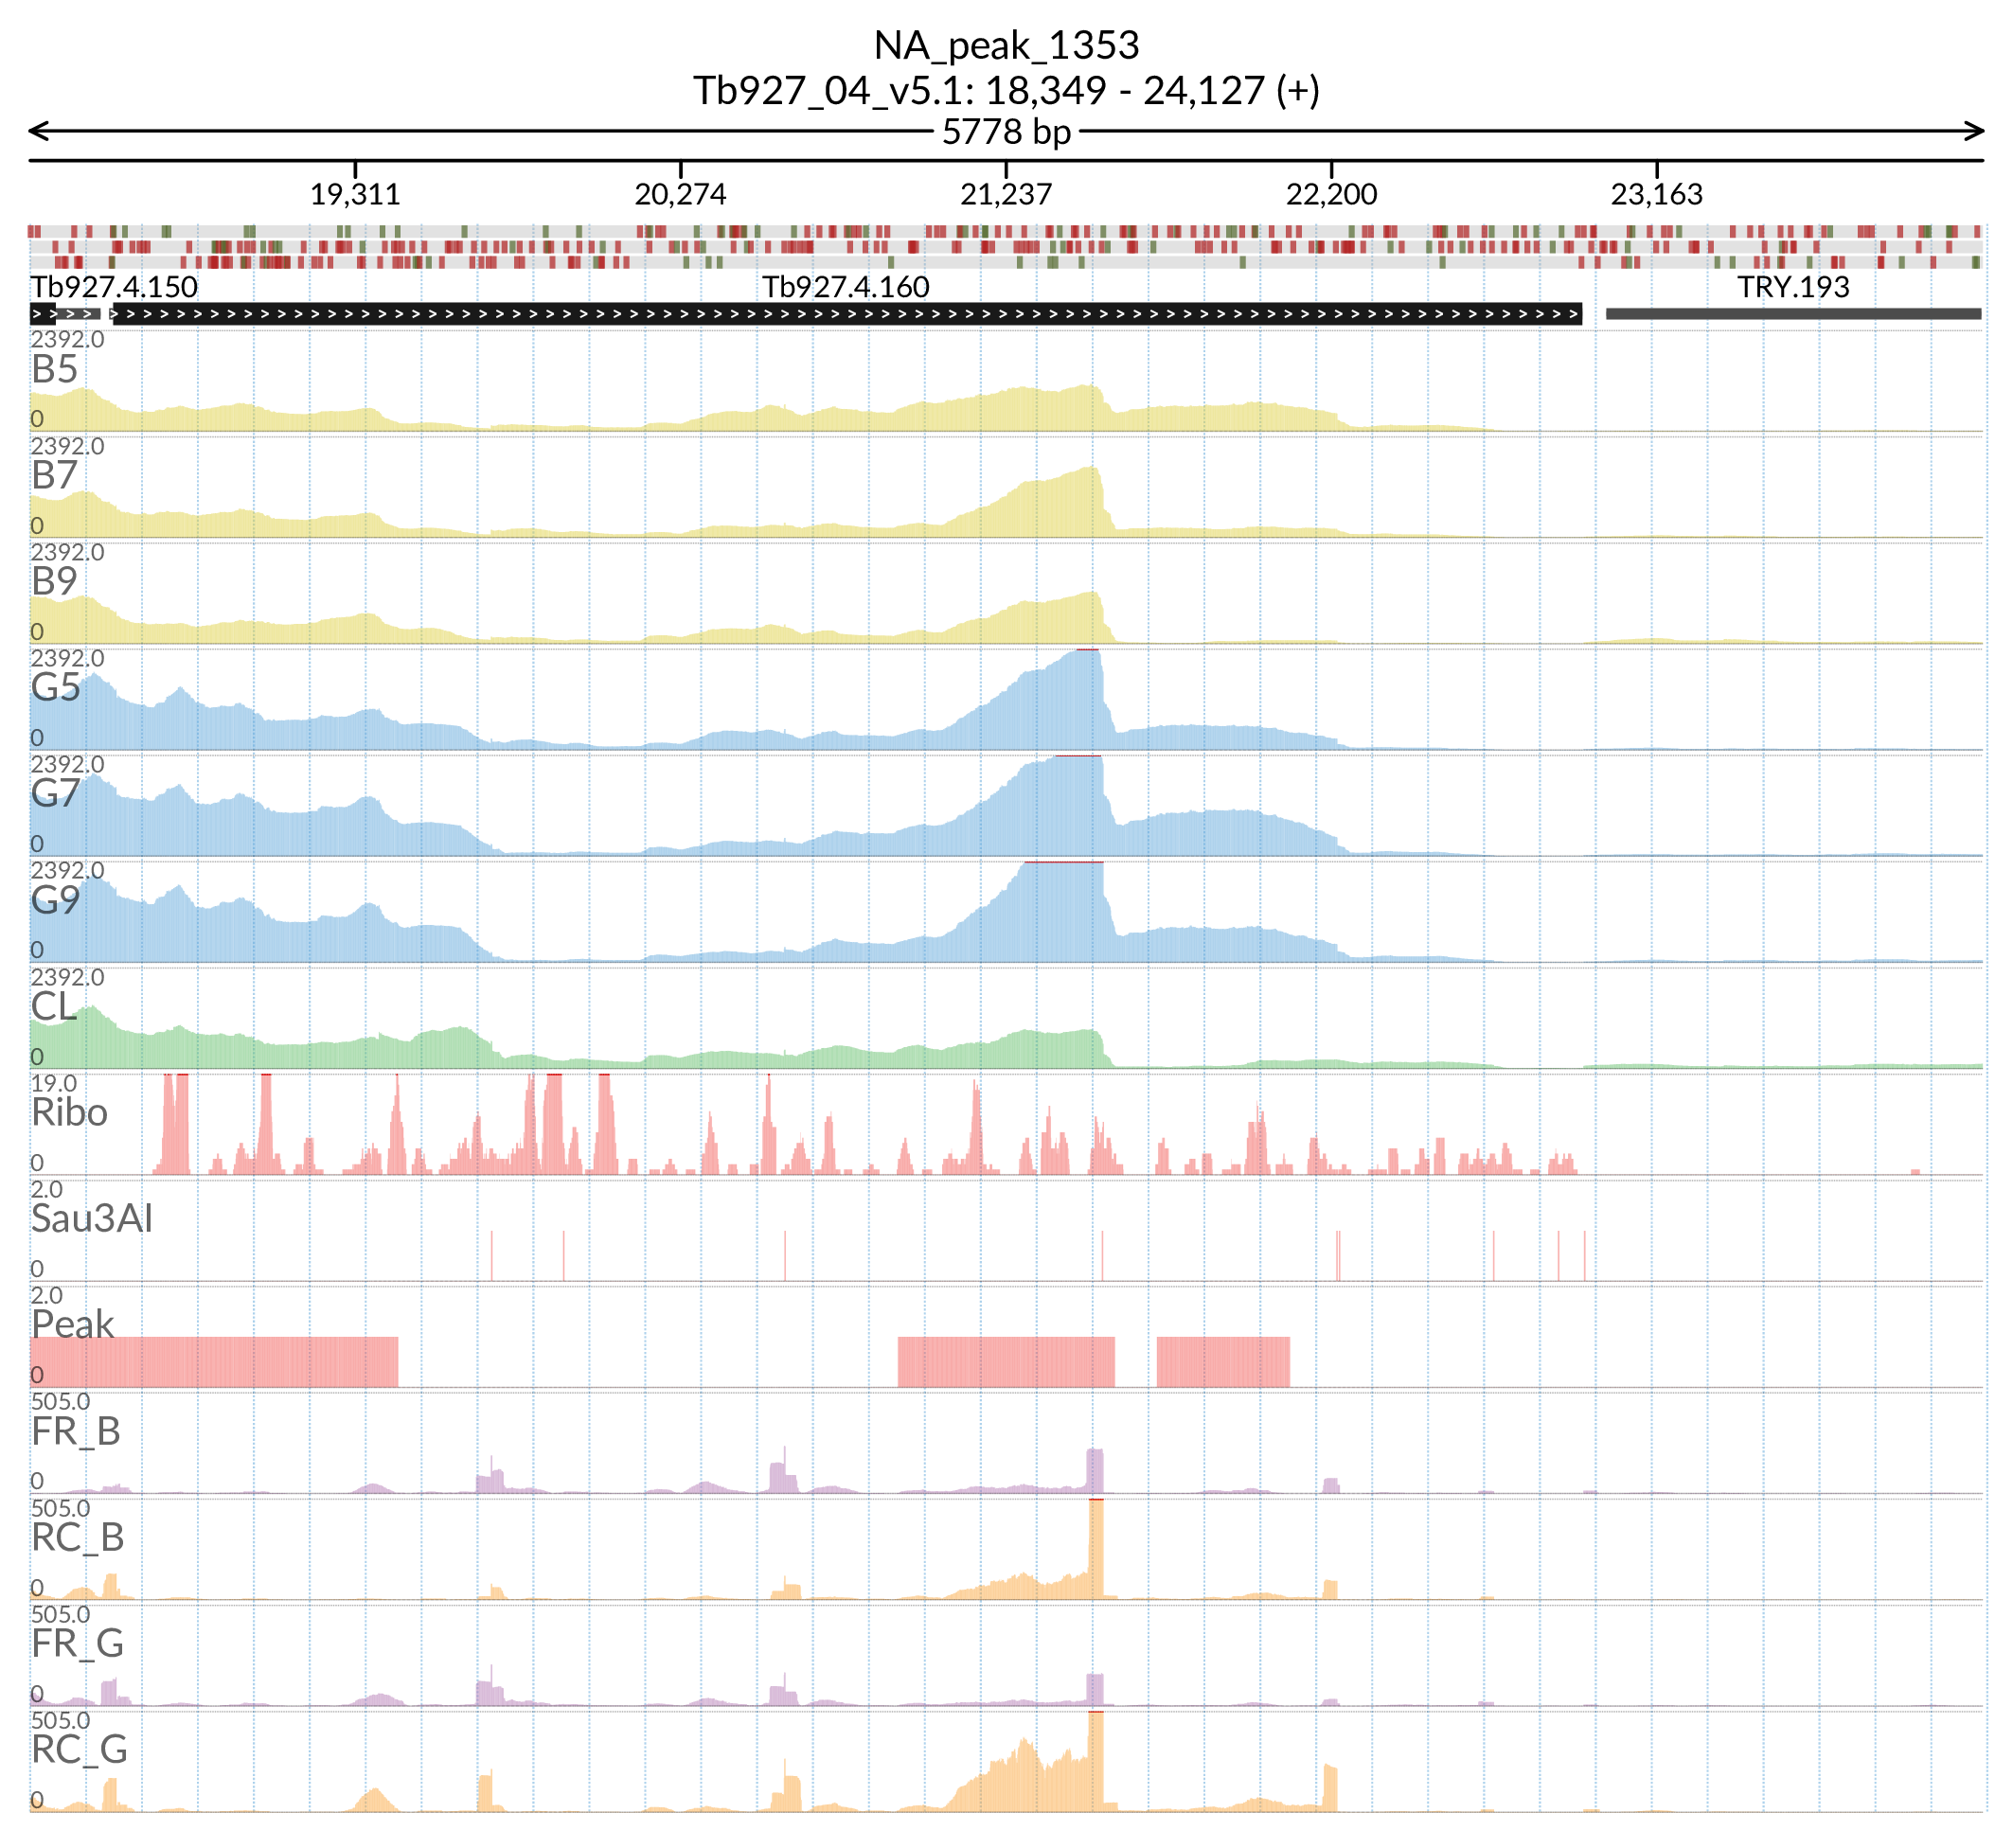 NA_peak_1353
Tb927_04_v5.1: 18,349 - 24,127 (+)
5778 bp
19,311 20,274 21,237 22,200 23,163
Tb927.4.150 Tb927.4.160 TRY.193
2392.0
B5
0
2392.0
B7
0
2392.0
B9
0
2392.0
G5
0
2392.0
G7
0
2392.0
G9
0
2392.0
CL
0
19.0
Ribo
0
2.0
Sau3AI
0
2.0
Peak
0
505.0
FR_B
0
505.0
RC_B
0
505.0
FR_G
0
505.0
RC_G
0